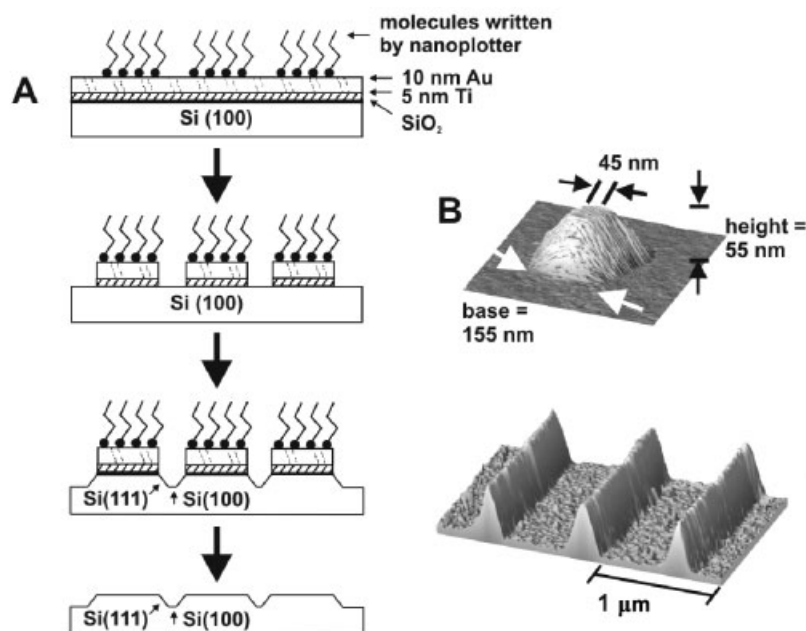 molecules written
by nanoplotter
A
10 nm Au
5 nm Ti
SiO₂
Si (100)
Si (100)
Si(111) Si(100)
Si(111) Si(100)
B
45 nm
height =
55 nm
base =
155 nm
1 µm